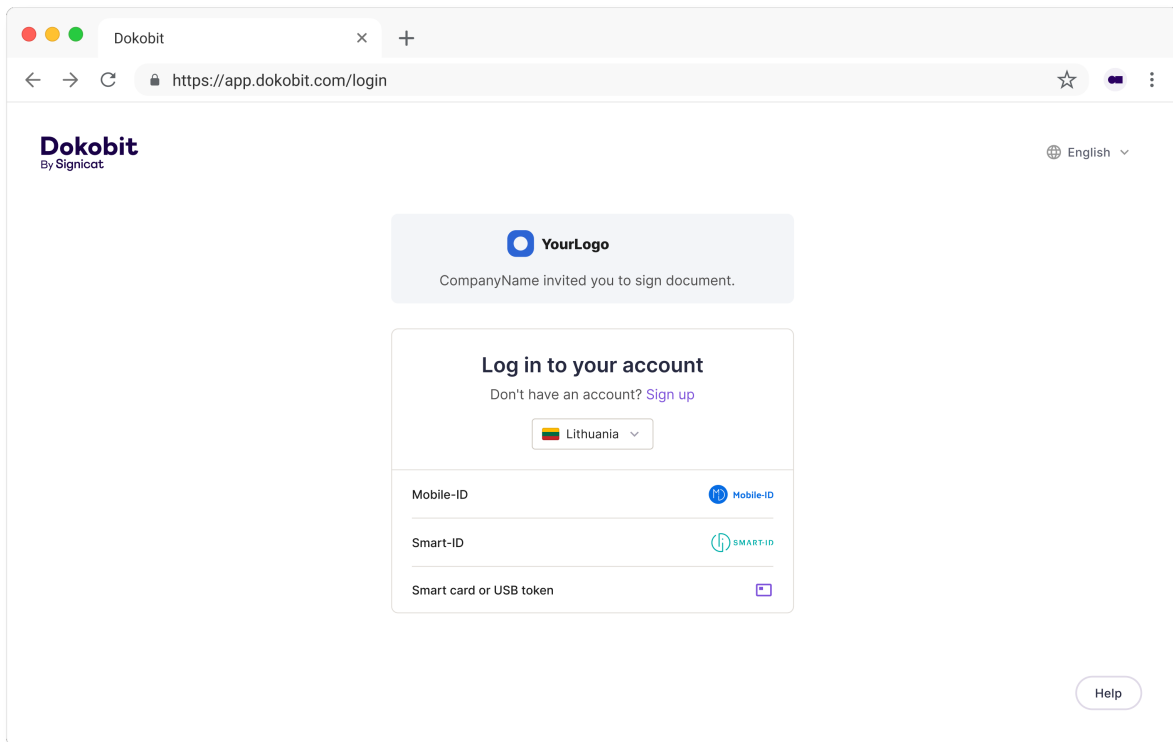 Dokobit
https://app.dokobit.com/login
Dokobit
By Signicat
English
YourLogo
CompanyName invited you to sign document.
Log in to your account
Don't have an account? Sign up
Lithuania
Mobile-ID
Mobile-ID
Smart-ID
SMART-ID
Smart card or USB token
Help